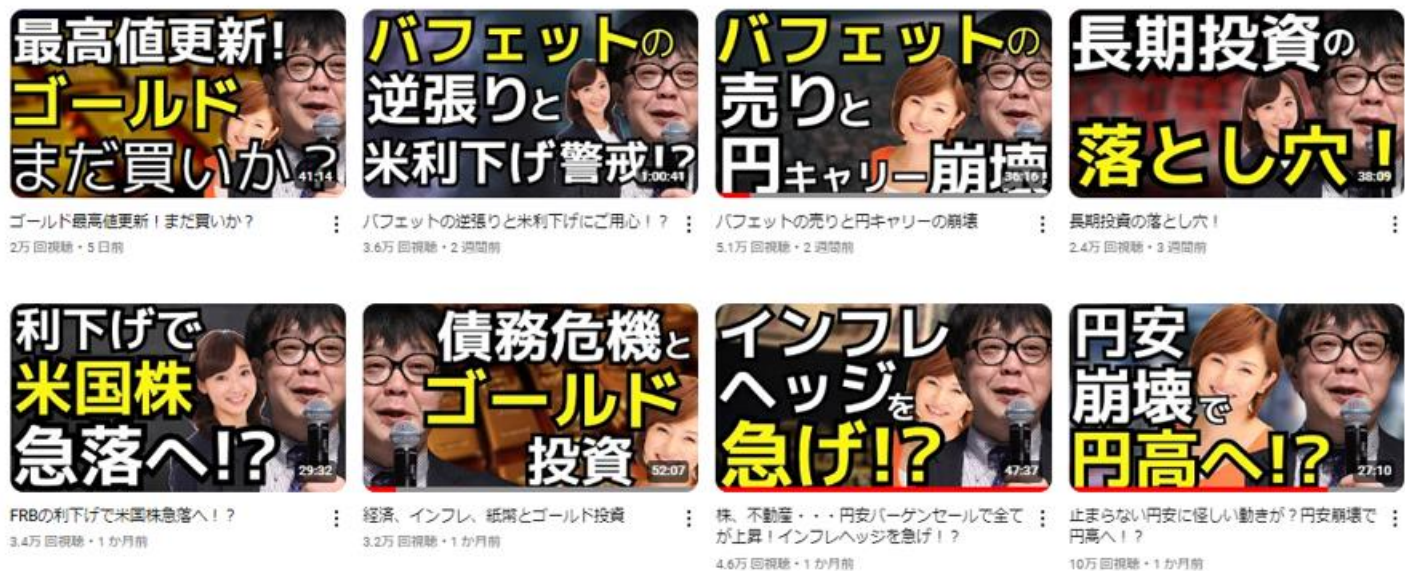 最高値更新!
ゴールド
まだ買いか?
41:14
ゴールド最高値更新！まだ買いか？
2万 回視聴・5 日前
バフェットの
逆張りと
米利下げ警戒!?
1:00:41
バフェットの逆張りと米利下げにご用心！？
3.6万 回視聴・2 週間前
バフェットの
売りと
円キャリー崩壊
36:16
バフェットの売りと円キャリーの崩壊
5.1万 回視聴・2 週間前
長期投資の
落とし穴！
38:09
長期投資の落とし穴！
2.4万 回視聴・3 週間前
利下げで
米国株
急落へ!?
29:32
FRBの利下げで米国株急落へ！？
3.4万 回視聴・1 か月前
債務危機と
ゴールド
投資
52:07
経済、インフレ、紙幣とゴールド投資
3.2万 回視聴・1 か月前
インフレ
ヘッジを
急げ!?
47:37
株、不動産・・・円安バーゲンセールで全て
が上昇！インフレヘッジを急げ！？
4.6万 回視聴・1 か月前
円安
崩壊で
円高へ!?
27:10
止まらない円安に怪しい動きが？円安崩壊で
円高へ！？
10万 回視聴・1 か月前